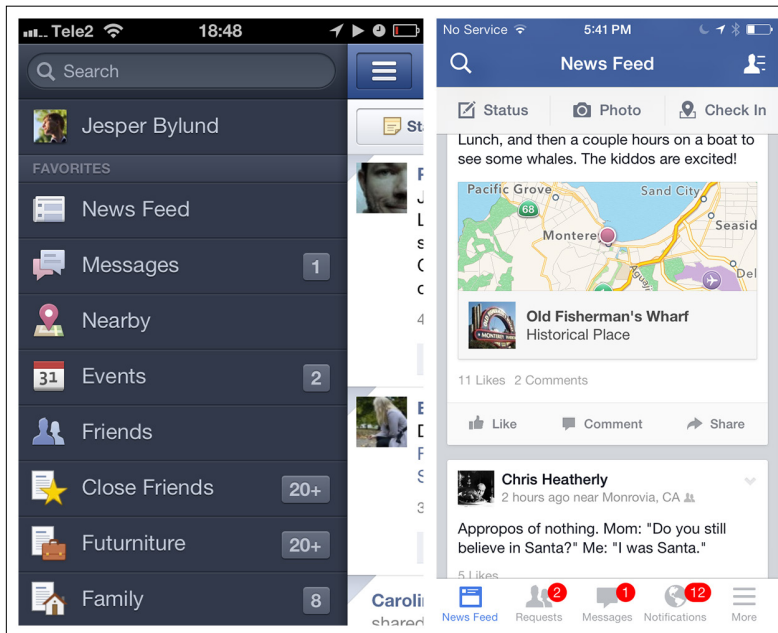 Tele2
18:48
Search
Jesper Bylund
FAVORITES
News Feed
Messages
1
Nearby
31
Events
2
Friends
Close Friends
20+
Futurniture
20+
Family
8
Caroli
shared
No Service
5:41 PM
News Feed
Status
Photo
Check In
Lunch, and then a couple hours on a boat to
see some whales. The kiddos are excited!
Pacific Grove
Sand City
68
Seasid
Montere
Del
Old Fisherman's Wharf
Historical Place
11 Likes 2 Comments
Like
Comment
Share
Chris Heatherly
2 hours ago near Monrovia, CA
Appropos of nothing. Mom: "Do you still
believe in Santa?" Me: "I was Santa."
5 Likes
2
1
12
News Feed
Requests
Messages
Notifications
More